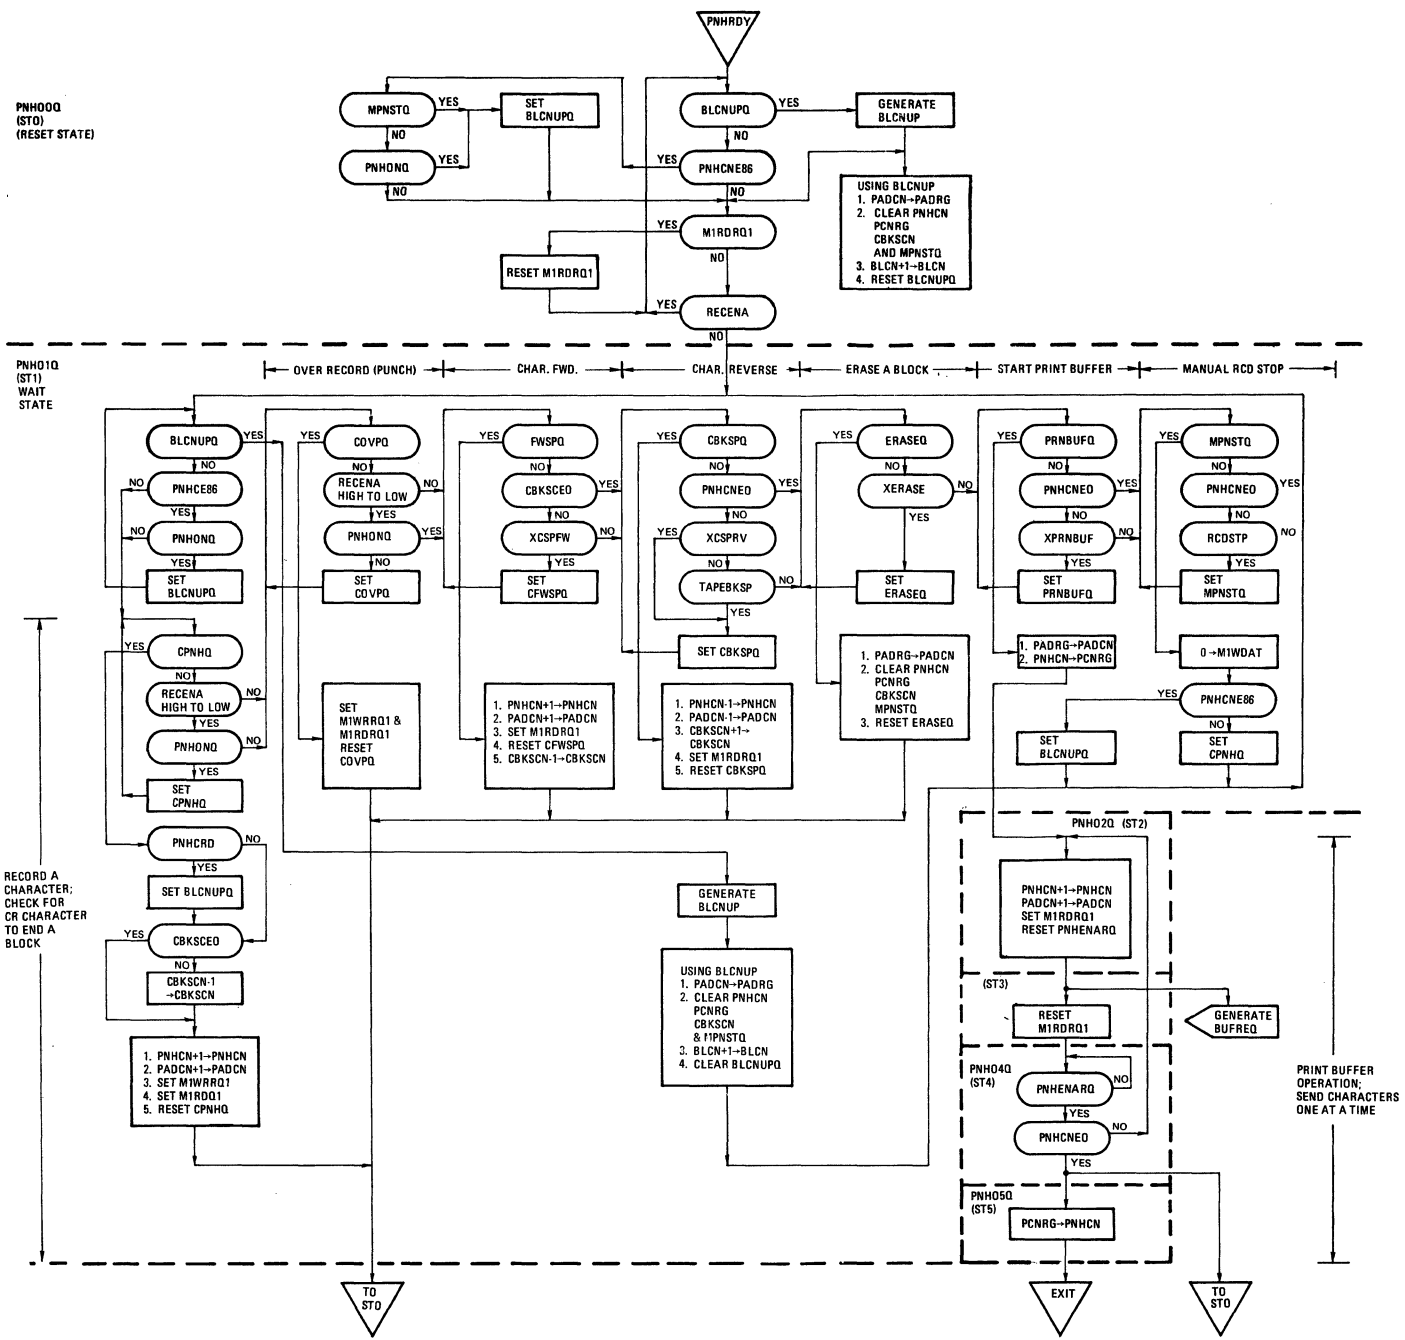 PNHRDY
PNH00Q
(ST0)
(RESET STATE)
MPNSTQ
YES
NO
SET
BLCNUPQ
PNHONQ
YES
NO
BLCNUPQ
YES
NO
GENERATE
BLCNUP
PNHCNE86
YES
NO
USING BLCNUP
1. PADCN→PADRG
2. CLEAR PNHCN
PCNRG
CBKSCN
AND MPNSTQ
3. BLCN+1→BLCN
4. RESET BLCNUPQ
M1RDRQ1
YES
NO
RESET M1RDRQ1
RECENA
YES
NO
PNH01Q
(ST1)
WAIT
STATE
OVER RECORD (PUNCH)
CHAR. FWD.
CHAR. REVERSE
ERASE A BLOCK
START PRINT BUFFER
MANUAL RCD STOP
BLCNUPQ
YES
NO
PNHCE86
NO
YES
PNHONQ
NO
YES
SET
BLCNUPQ
CPNHQ
YES
NO
RECENA
HIGH TO LOW
NO
YES
PNHONQ
NO
YES
SET
CPNHQ
PNHCRD
NO
YES
SET BLCNUPQ
CBKSCE0
YES
NO
CBKSCN-1
→CBKSCN
1. PNHCN+1→PNHCN
2. PADCN+1→PADCN
3. SET M1WRRQ1
4. SET M1RDQ1
5. RESET CPNHQ
RECORD A
CHARACTER;
CHECK FOR
CR CHARACTER
TO END A
BLOCK
COVPQ
YES
NO
RECENA
HIGH TO LOW
NO
YES
PNHONQ
YES
NO
SET
COVPQ
SET
M1WRRQ1 &
M1RDRQ1
RESET
COVPQ
FWSPQ
YES
NO
CBKSCE0
YES
NO
XCSPFW
NO
YES
SET
CFWSPQ
1. PNHCN+1→PNHCN
2. PADCN+1→PADCN
3. SET M1RDRQ1
4. RESET CFWSPQ
5. CBKSCN-1→CBKSCN
CBKSPQ
YES
NO
PNHCNE0
YES
NO
XCSPRV
YES
NO
TAPEBKSP
NO
YES
SET CBKSPQ
1. PNHCN-1→PNHCN
2. PADCN-1→PADCN
3. CBKSCN+1→
CBKSCN
4. SET M1RDRQ1
5. RESET CBKSPQ
ERASEQ
YES
NO
XERASE
NO
YES
SET
ERASEQ
1. PADRG→PADCN
2. CLEAR PNHCN
PCNRG
CBKSCN
MPNSTQ
3. RESET ERASEQ
PRNBUFQ
YES
NO
PNHCNE0
YES
NO
XPRNBUF
NO
YES
SET
PRNBUFQ
1. PADRG→PADCN
2. PNHCN→PCNRG
MPNSTQ
YES
NO
PNHCNE0
YES
NO
RCDSTP
NO
YES
SET
MPNSTQ
0→M1WDAT
PNHCNE86
YES
NO
SET
BLCNUPQ
SET
CPNHQ
GENERATE
BLCNUP
USING BLCNUP
1. PADCN→PADRG
2. CLEAR PNHCN
PCNRG
CBKSCN
& MPNSTQ
3. BLCN+1→BLCN
4. CLEAR BLCNUPQ
PNH02Q (ST2)
PNHCN+1→PNHCN
PADCN+1→PADCN
SET M1RDRQ1
RESET PNHENARQ
(ST3)
RESET
M1RDRQ1
GENERATE
BUFREQ
PNH04Q
(ST4)
PNHENARQ
NO
YES
PNHCNE0
NO
YES
PNH05Q
(ST5)
PCNRG→PNHCN
PRINT BUFFER
OPERATION;
SEND CHARACTERS
ONE AT A TIME
TO
ST0
EXIT
TO
ST0